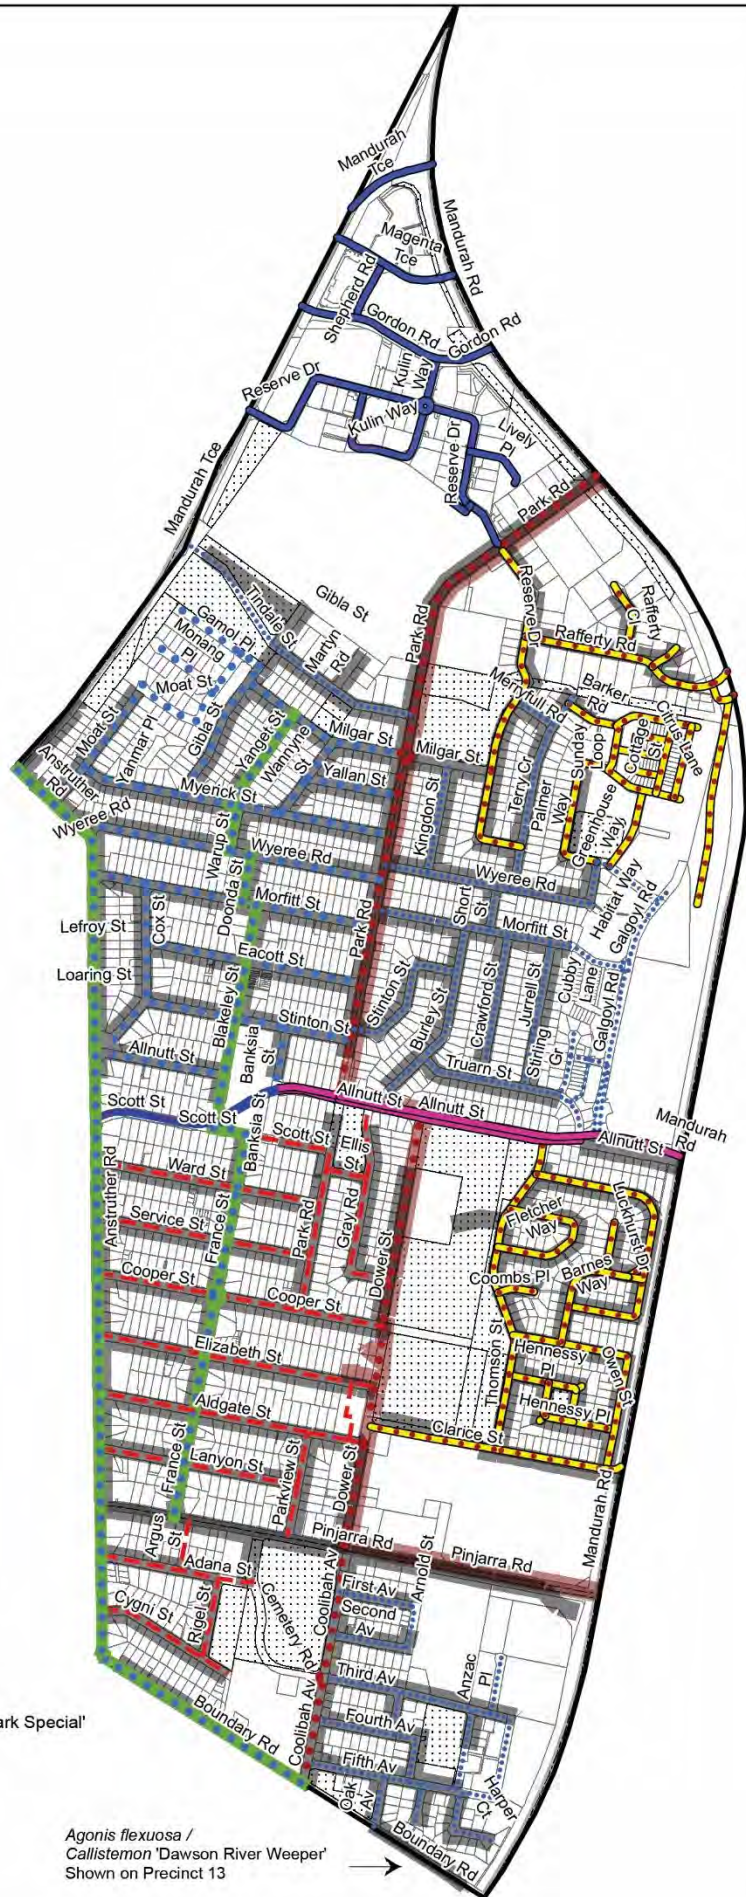 Mandurah
Tce
Magenta
Tce
Mandurah Rd
Shepherd Rd
Gordon Rd
Gordon Rd
Kulin
Way
Reserve Dr
Kulin Way
Lively
Pl
Reserve Dr
Park Rd
Mandurah Tce
Reserve Dr
Rafferty
Cl
Rafferty Rd
Gibla St
Tindale St
Martyn
Rd
Park Rd
Gamol Pl
Monang
Pl
Moat St
Gibla St
Moat St
Yanmar Pl
Yanget St
Wannyne
St
Milgar St
Milgar St
Yallan St
Merryfull Rd
Barker
Rd
Citrus Lane
Cottage
St
Sunday
Loop
Terry Cr
Palmer
Way
Greenhouse
Way
Kingdon St
Anstruther
Rd
Myerick St
Wyeree Rd
Warup St
Wyeree Rd
Wyeree Rd
Doonda St
Morfitt St
Short
St
Morfitt St
Habitat Way
Galgoyl Rd
Lefroy St
Cox St
Park Rd
Loaring St
Eacott St
Stinton St
Stinton St
Blakeley St
Banksia
St
Burley St
Crawford St
Jurrell St
Stirling
Gr
Cubby
Lane
Galgoyl Rd
Truarn St
Allnutt St
Scott St
Scott St
Allnutt St
Allnutt St
Allnutt St
Mandurah
Rd
Banksia St
Scott St
Ellis
St
Anstruther Rd
Ward St
Service St
France St
Park Rd
Gray Rd
Dower St
Cooper St
Cooper St
Fletcher
Way
Luckhurst Dr
Coombs Pl
Barnes
Way
Elizabeth St
Thomson St
Hennessy
Pl
Owen St
Hennessy Pl
Aldgate St
Clarice St
France St
Lanyon St
Parkview St
Dower St
Mandurah Rd
Argus
St
Pinjarra Rd
Pinjarra Rd
Arnold St
Adana St
Coolibah Av
First Av
Second
Av
Cygni St
Rigel St
Cemetery Rd
Third Av
Anzac
Pl
Fourth Av
Boundary Rd
Coolibah Av
Fifth Av
Harper
Ct
Oak
Av
Boundary Rd
ark Special'
Agonis flexuosa /
Callistemon 'Dawson River Weeper'
Shown on Precinct 13